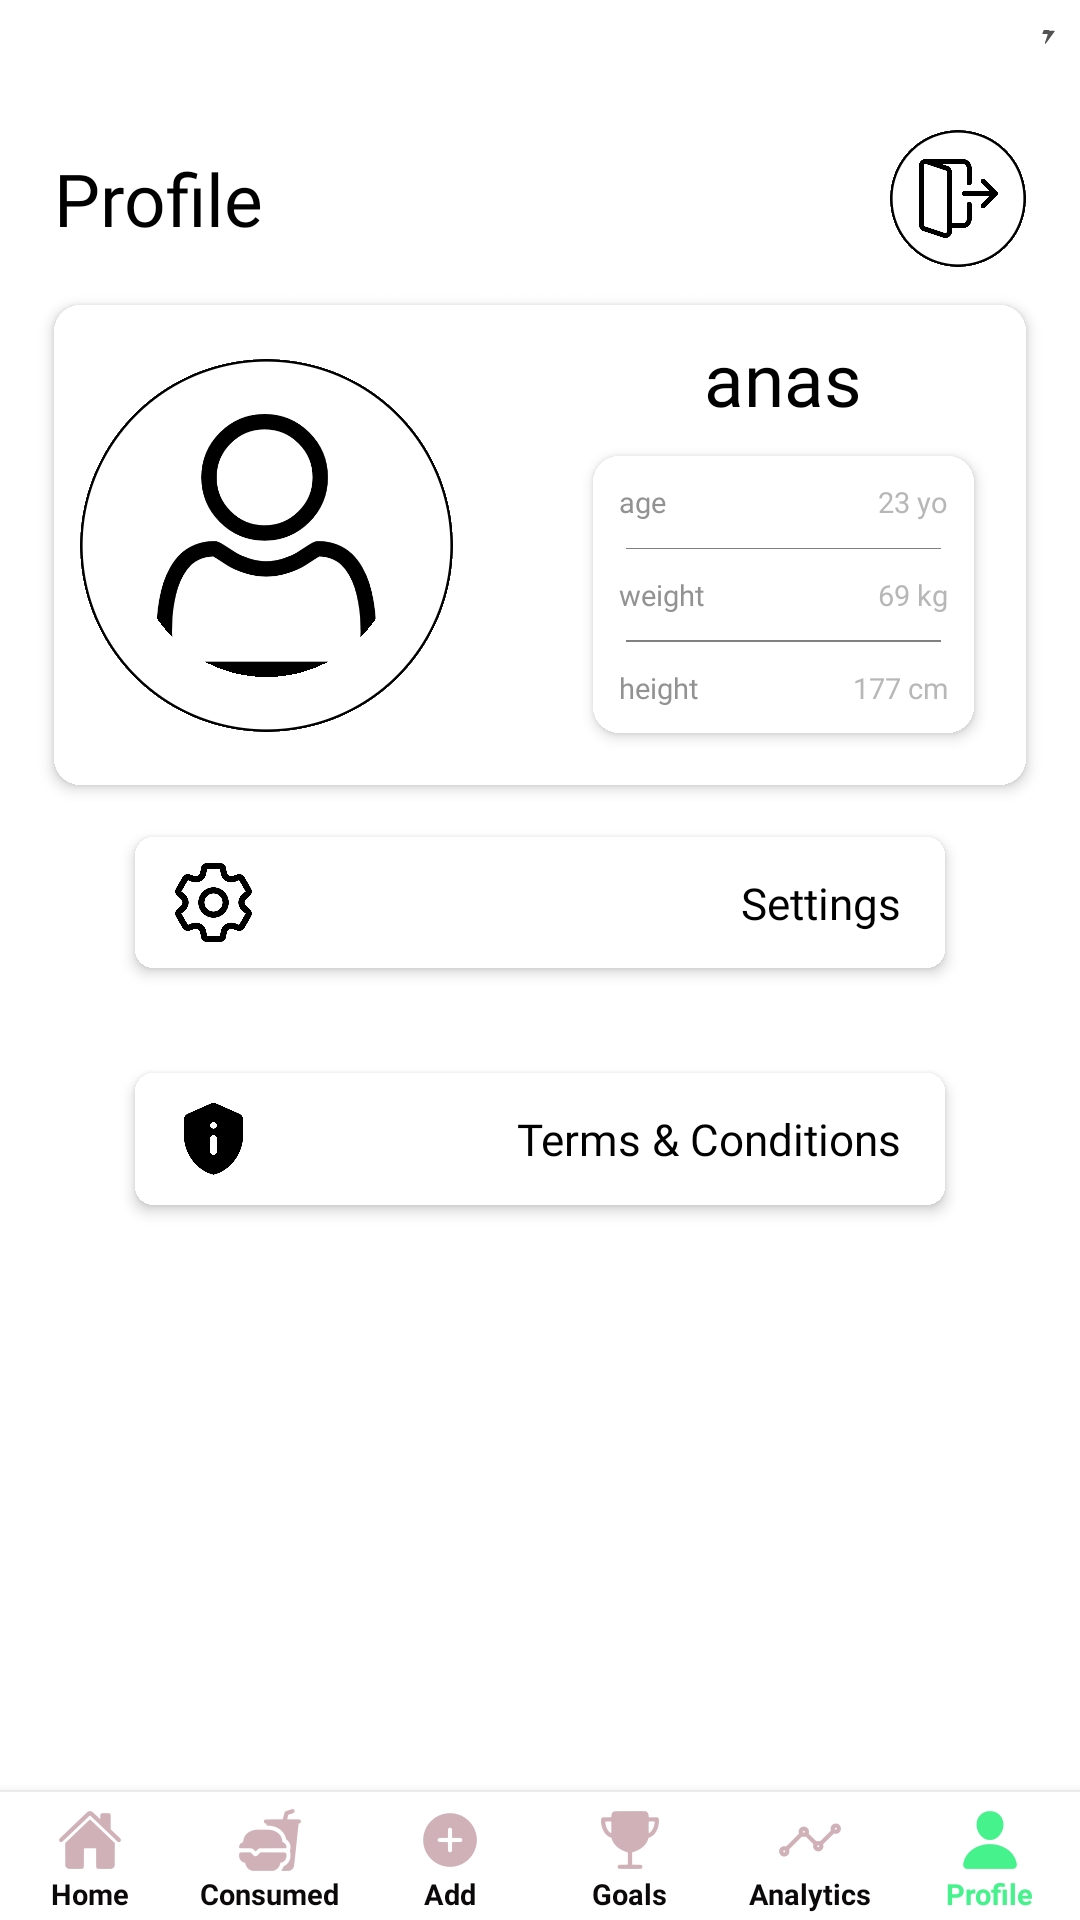 Profile
anas
age 23 yo
weight 69 kg
height 177 cm
Settings
Terms & Conditions
Home Consumed Add Goals Analytics Profile